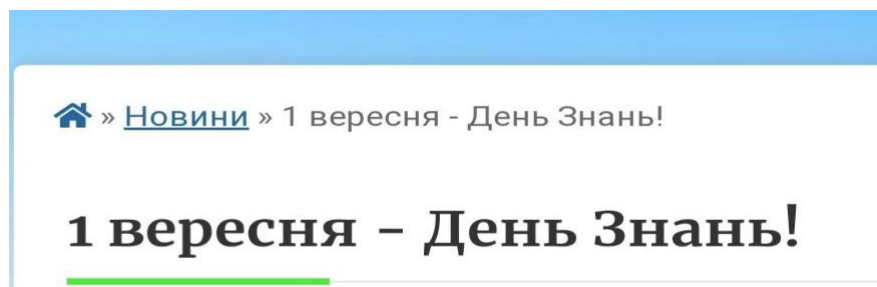 » Новини » 1 вересня - День Знань!
1 вересня – День Знань!